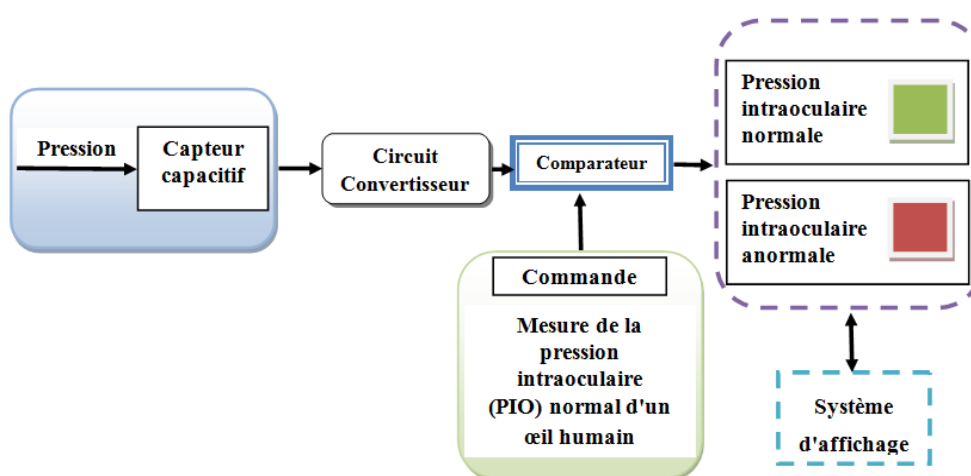 Pression
Capteur
capacitif
Circuit
Convertisseur
Comparateur
Pression
intraoculaire
normale
Pression
intraoculaire
anormale
Commande
Mesure de la
pression
intraoculaire
(PIO) normal d'un
œil humain
Système
d'affichage